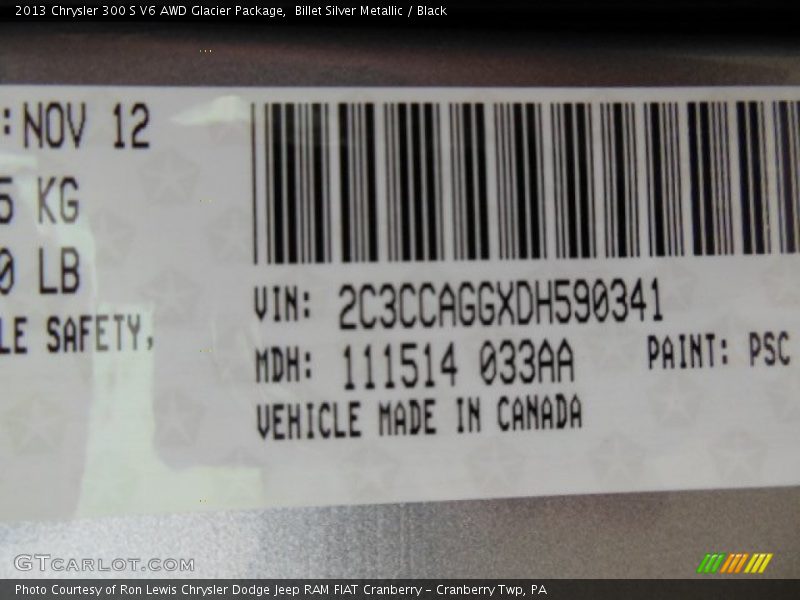 2013 Chrysler 300 S V6 AWD Glacier Package,  Billet Silver Metallic / Black
: NOV 12
5 KG
0 LB
LE SAFETY,
VIN: 2C3CCAGGXDH590341
MDH: 111514 033AA
PAINT: PSC
VEHICLE MADE IN CANADA
GTCARLOT.COM
Photo Courtesy of Ron Lewis Chrysler Dodge Jeep RAM FIAT Cranberry - Cranberry Twp, PA